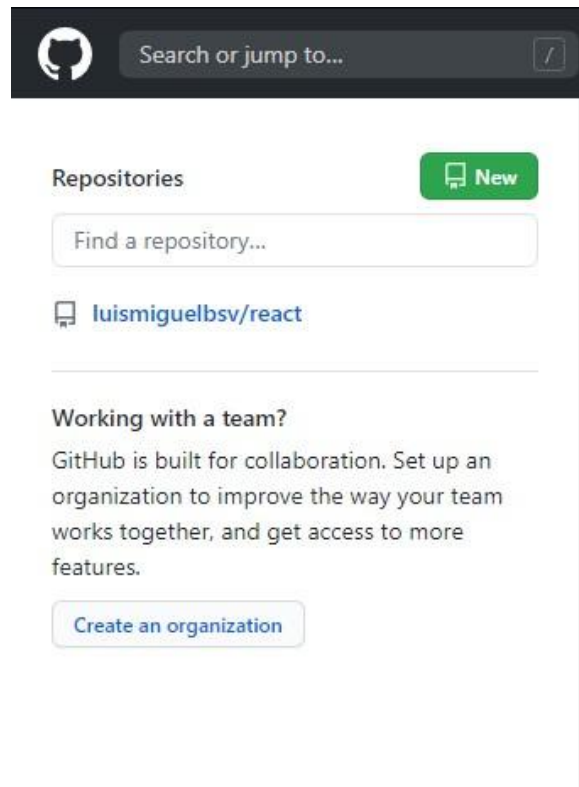 Search or jump to... /
Repositories
New
Find a repository...
luismiguelbsv/react
Working with a team?
GitHub is built for collaboration. Set up an
organization to improve the way your team
works together, and get access to more
features.
Create an organization